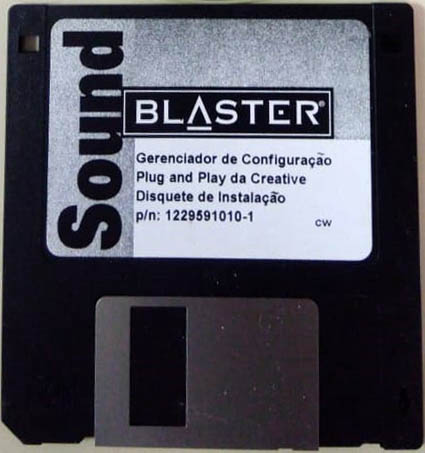 Sound
BLASTER®
Gerenciador de Configuração
Plug and Play da Creative
Disquete de Instalação
p/n: 1229591010-1
CW